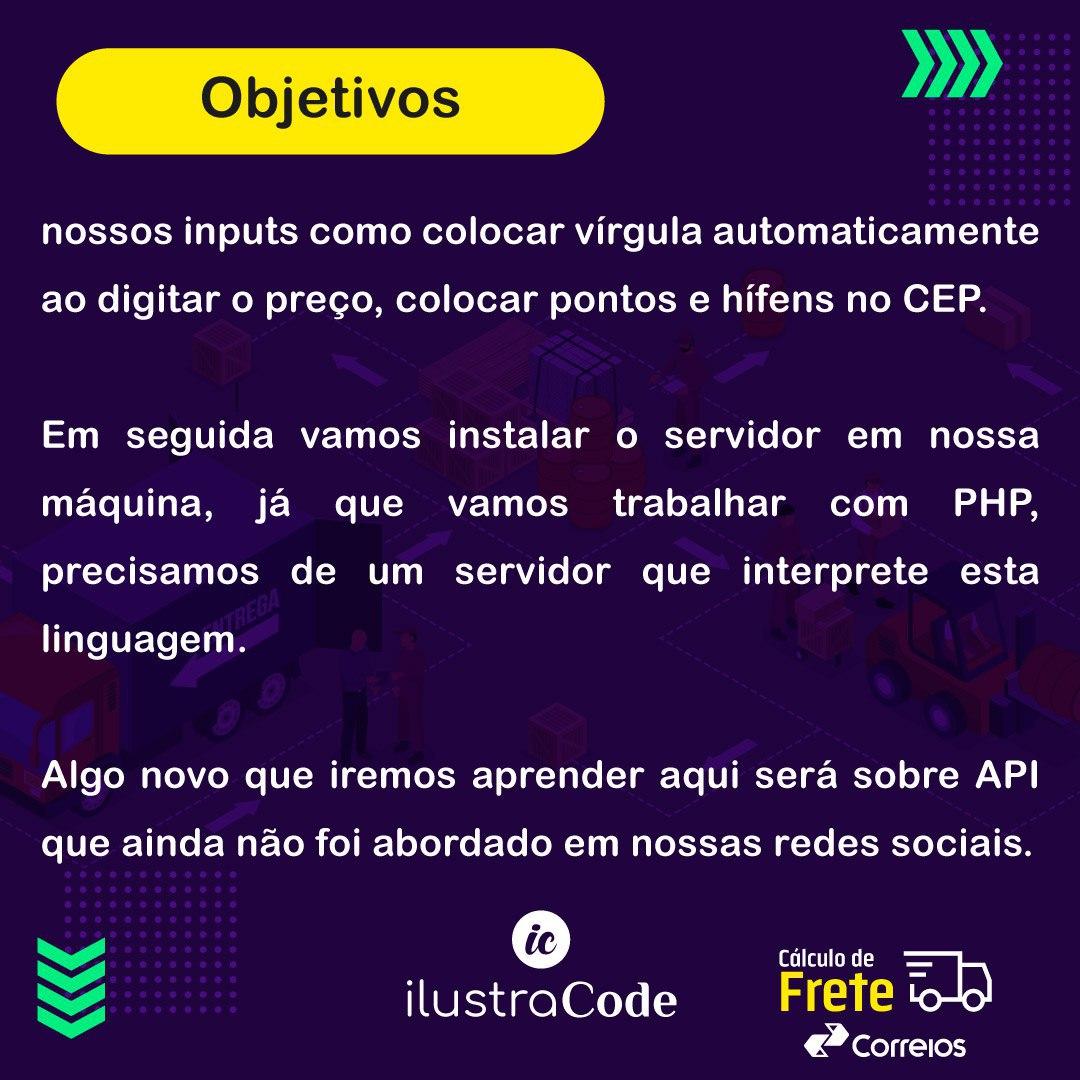 Objetivos
nossos inputs como colocar vírgula automaticamente
ao digitar o preço, colocar pontos e hífens no CEP.
Em seguida vamos instalar o servidor em nossa
máquina, já que vamos trabalhar com PHP,
precisamos de um servidor que interprete esta
linguagem.
ENTREGA
Algo novo que iremos aprender aqui será sobre API
que ainda não foi abordado em nossas redes sociais.
ic
ilustraCode
Cálculo de
Frete
Correios